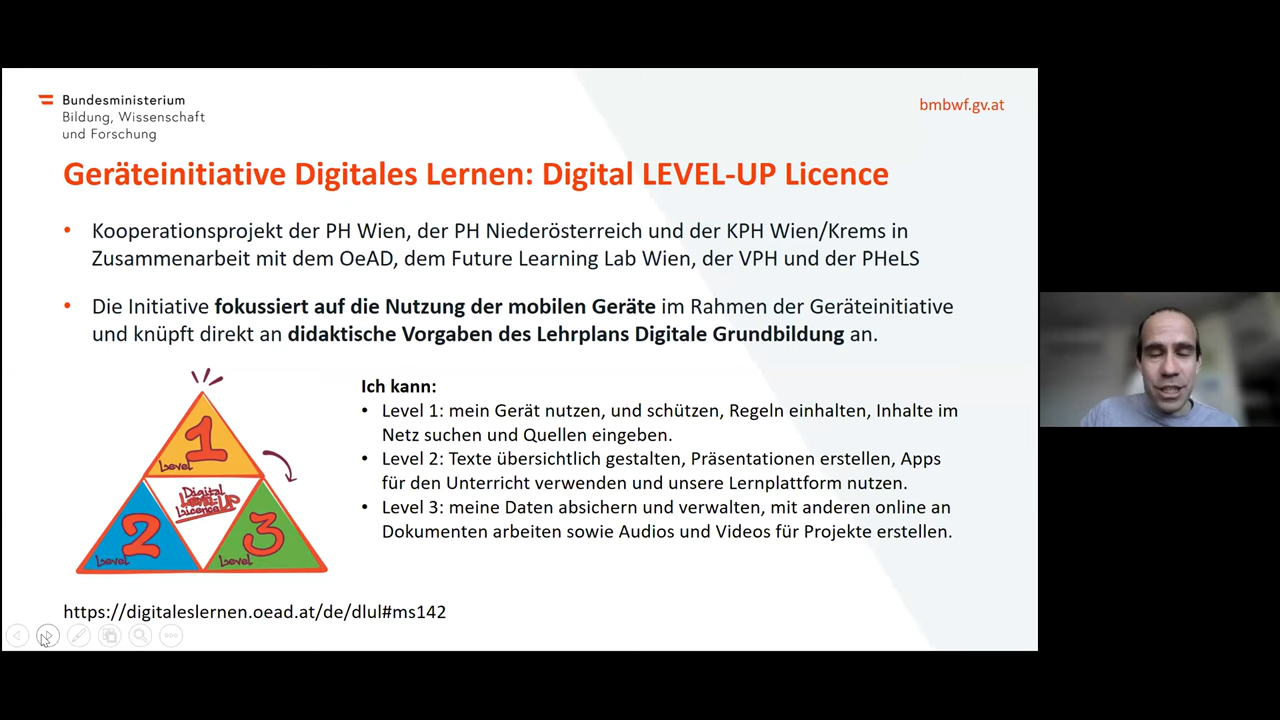 Bundesministerium
Bildung, Wissenschaft
und Forschung
bmbwf.gv.at
Geräteinitiative Digitales Lernen: Digital LEVEL-UP Licence
• Kooperationsprojekt der PH Wien, der PH Niederösterreich und der KPH Wien/Krems in
Zusammenarbeit mit dem OeAD, dem Future Learning Lab Wien, der VPH und der PHeLS
• Die Initiative fokussiert auf die Nutzung der mobilen Geräte im Rahmen der Geräteinitiative
und knüpft direkt an didaktische Vorgaben des Lehrplans Digitale Grundbildung an.
1
Level
Digital
LEVEL-UP
Licence
2
Level
3
Level
Ich kann:
• Level 1: mein Gerät nutzen, und schützen, Regeln einhalten, Inhalte im
Netz suchen und Quellen eingeben.
• Level 2: Texte übersichtlich gestalten, Präsentationen erstellen, Apps
für den Unterricht verwenden und unsere Lernplattform nutzen.
• Level 3: meine Daten absichern und verwalten, mit anderen online an
Dokumenten arbeiten sowie Audios und Videos für Projekte erstellen.
https://digitaleslernen.oead.at/de/dlul#ms142